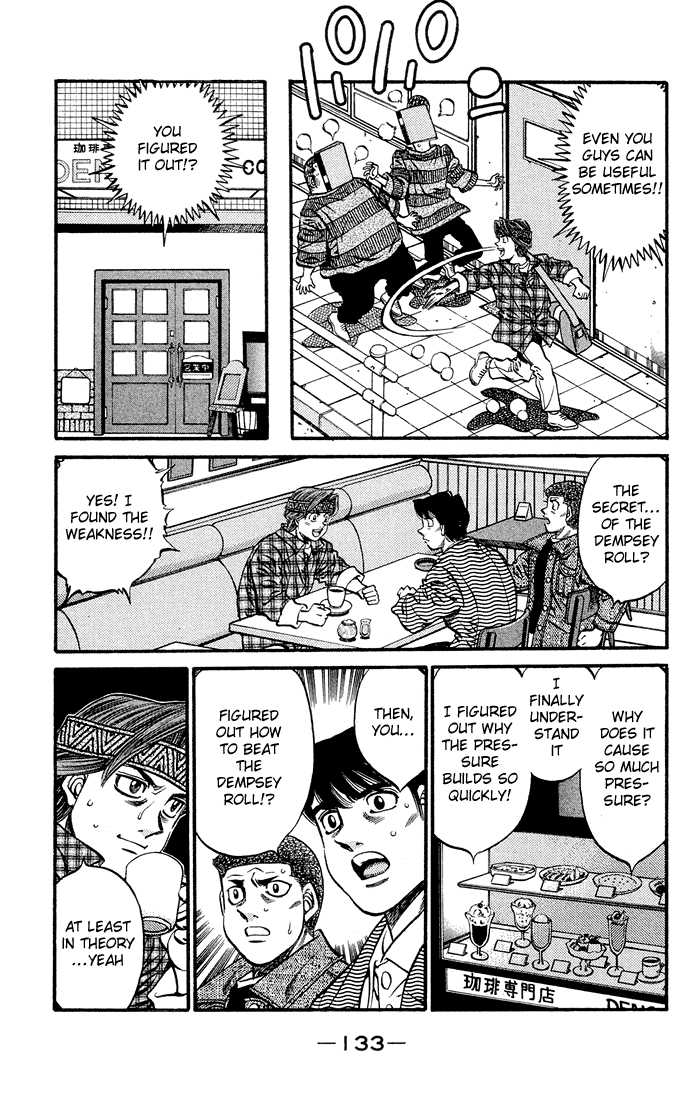 EVEN YOU
GUYS CAN
BE USEFUL
SOMETIMES!!
YOU
FIGURED
IT OUT!?
珈琲
DEN
CO
THE
SECRET...
OF THE
DEMPSEY
ROLL?
YES! I
FOUND THE
WEAKNESS!!
WHY
DOES IT
CAUSE
SO MUCH
PRES-
SURE?
I
FINALLY
UNDER-
STAND
IT
I FIGURED
OUT WHY
THE PRES-
SURE
BUILDS SO
QUICKLY!
珈琲専門店
DENO
THEN,
YOU...
FIGURED
OUT HOW
TO BEAT
THE
DEMPSEY
ROLL!?
AT LEAST
IN THEORY
...YEAH
—133—